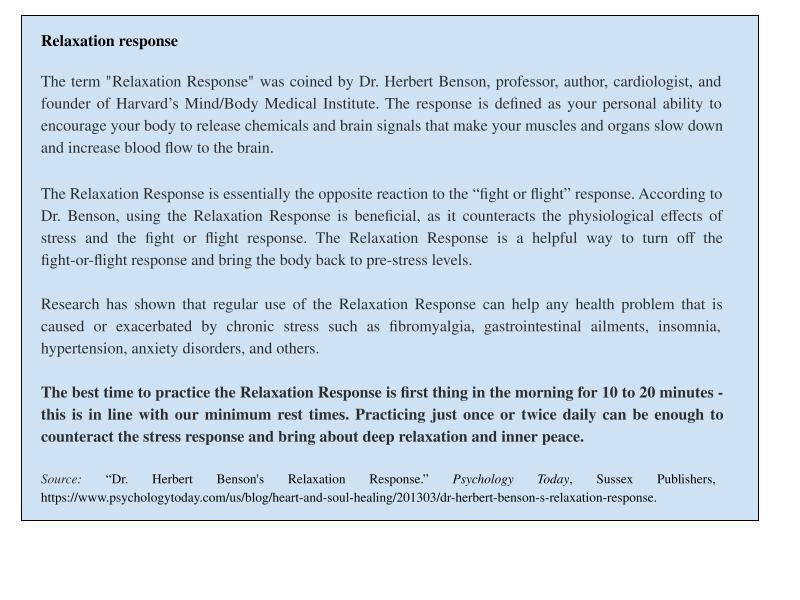 Relaxation response
The term "Relaxation Response" was coined by Dr. Herbert Benson, professor, author, cardiologist, and
founder of Harvard’s Mind/Body Medical Institute. The response is defined as your personal ability to
encourage your body to release chemicals and brain signals that make your muscles and organs slow down
and increase blood flow to the brain.
The Relaxation Response is essentially the opposite reaction to the “fight or flight” response. According to
Dr. Benson, using the Relaxation Response is beneficial, as it counteracts the physiological effects of
stress and the fight or flight response. The Relaxation Response is a helpful way to turn off the
fight-or-flight response and bring the body back to pre-stress levels.
Research has shown that regular use of the Relaxation Response can help any health problem that is
caused or exacerbated by chronic stress such as fibromyalgia, gastrointestinal ailments, insomnia,
hypertension, anxiety disorders, and others.
The best time to practice the Relaxation Response is first thing in the morning for 10 to 20 minutes -
this is in line with our minimum rest times. Practicing just once or twice daily can be enough to
counteract the stress response and bring about deep relaxation and inner peace.
Source: “Dr. Herbert Benson's Relaxation Response.” Psychology Today, Sussex Publishers,
https://www.psychologytoday.com/us/blog/heart-and-soul-healing/201303/dr-herbert-benson-s-relaxation-response.